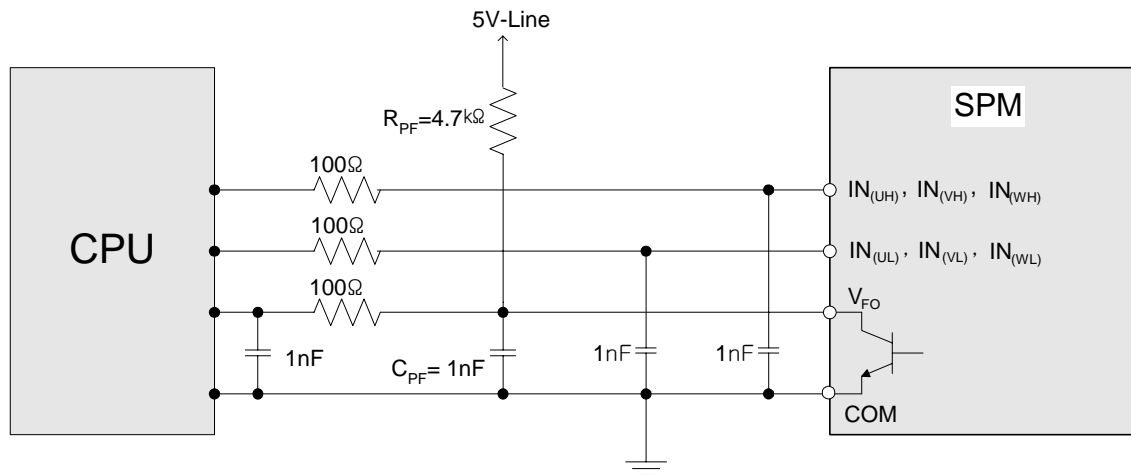 5V-Line
R_PF=4.7kΩ
SPM
100Ω
IN(UH), IN(VH), IN(WH)
CPU
100Ω
IN(UL), IN(VL), IN(WL)
100Ω
V_FO
1nF
C_PF= 1nF
1nF
1nF
COM